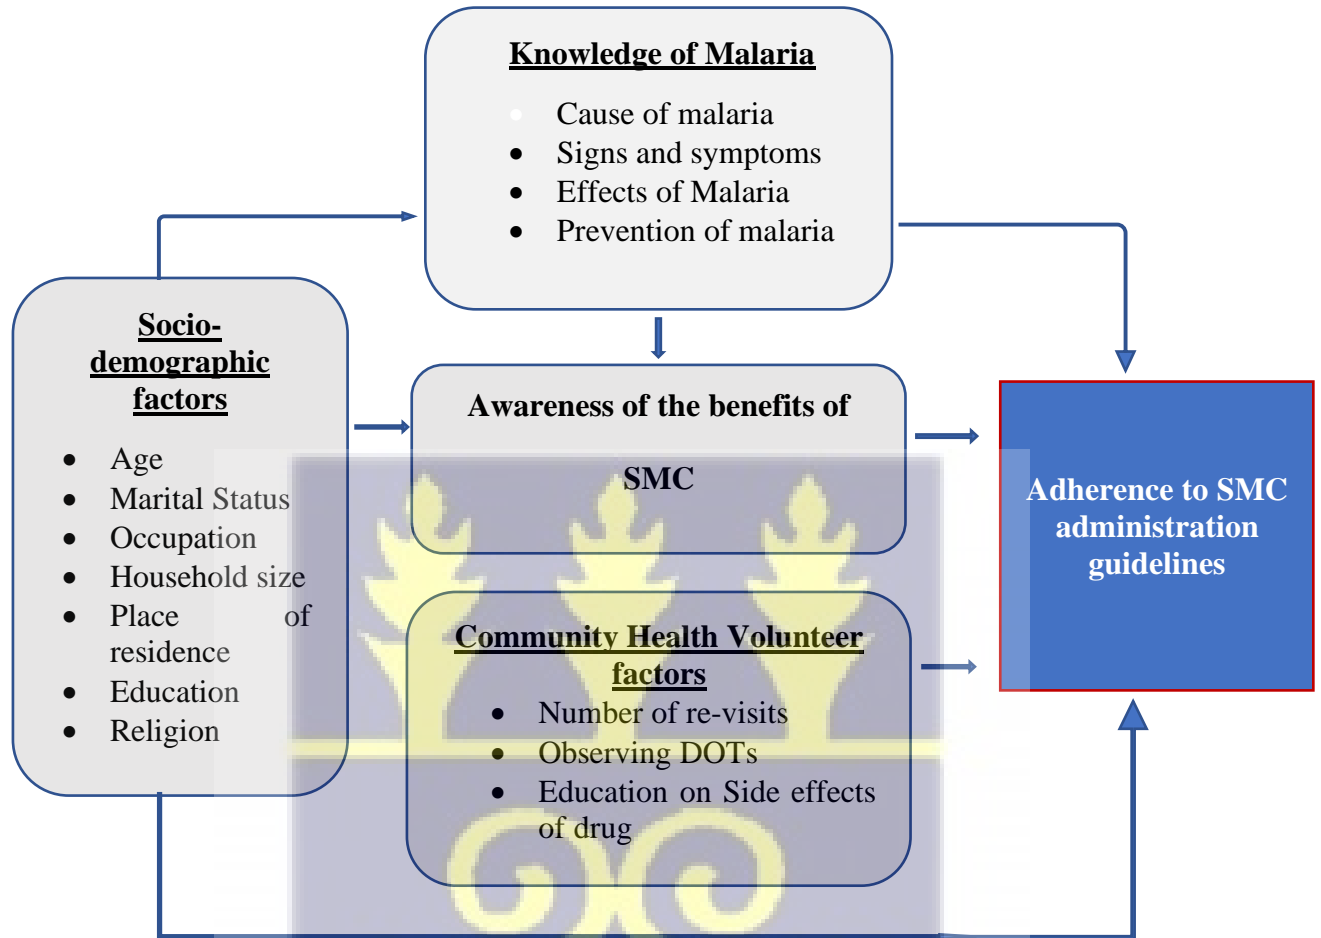 Knowledge of Malaria
• Cause of malaria
• Signs and symptoms
• Effects of Malaria
• Prevention of malaria
Socio-
demographic
factors
• Age
• Marital Status
• Occupation
• Household size
• Place of
residence
• Education
• Religion
Awareness of the benefits of
SMC
Community Health Volunteer
factors
• Number of re-visits
• Observing DOTs
• Education on Side effects
of drug
Adherence to SMC
administration
guidelines